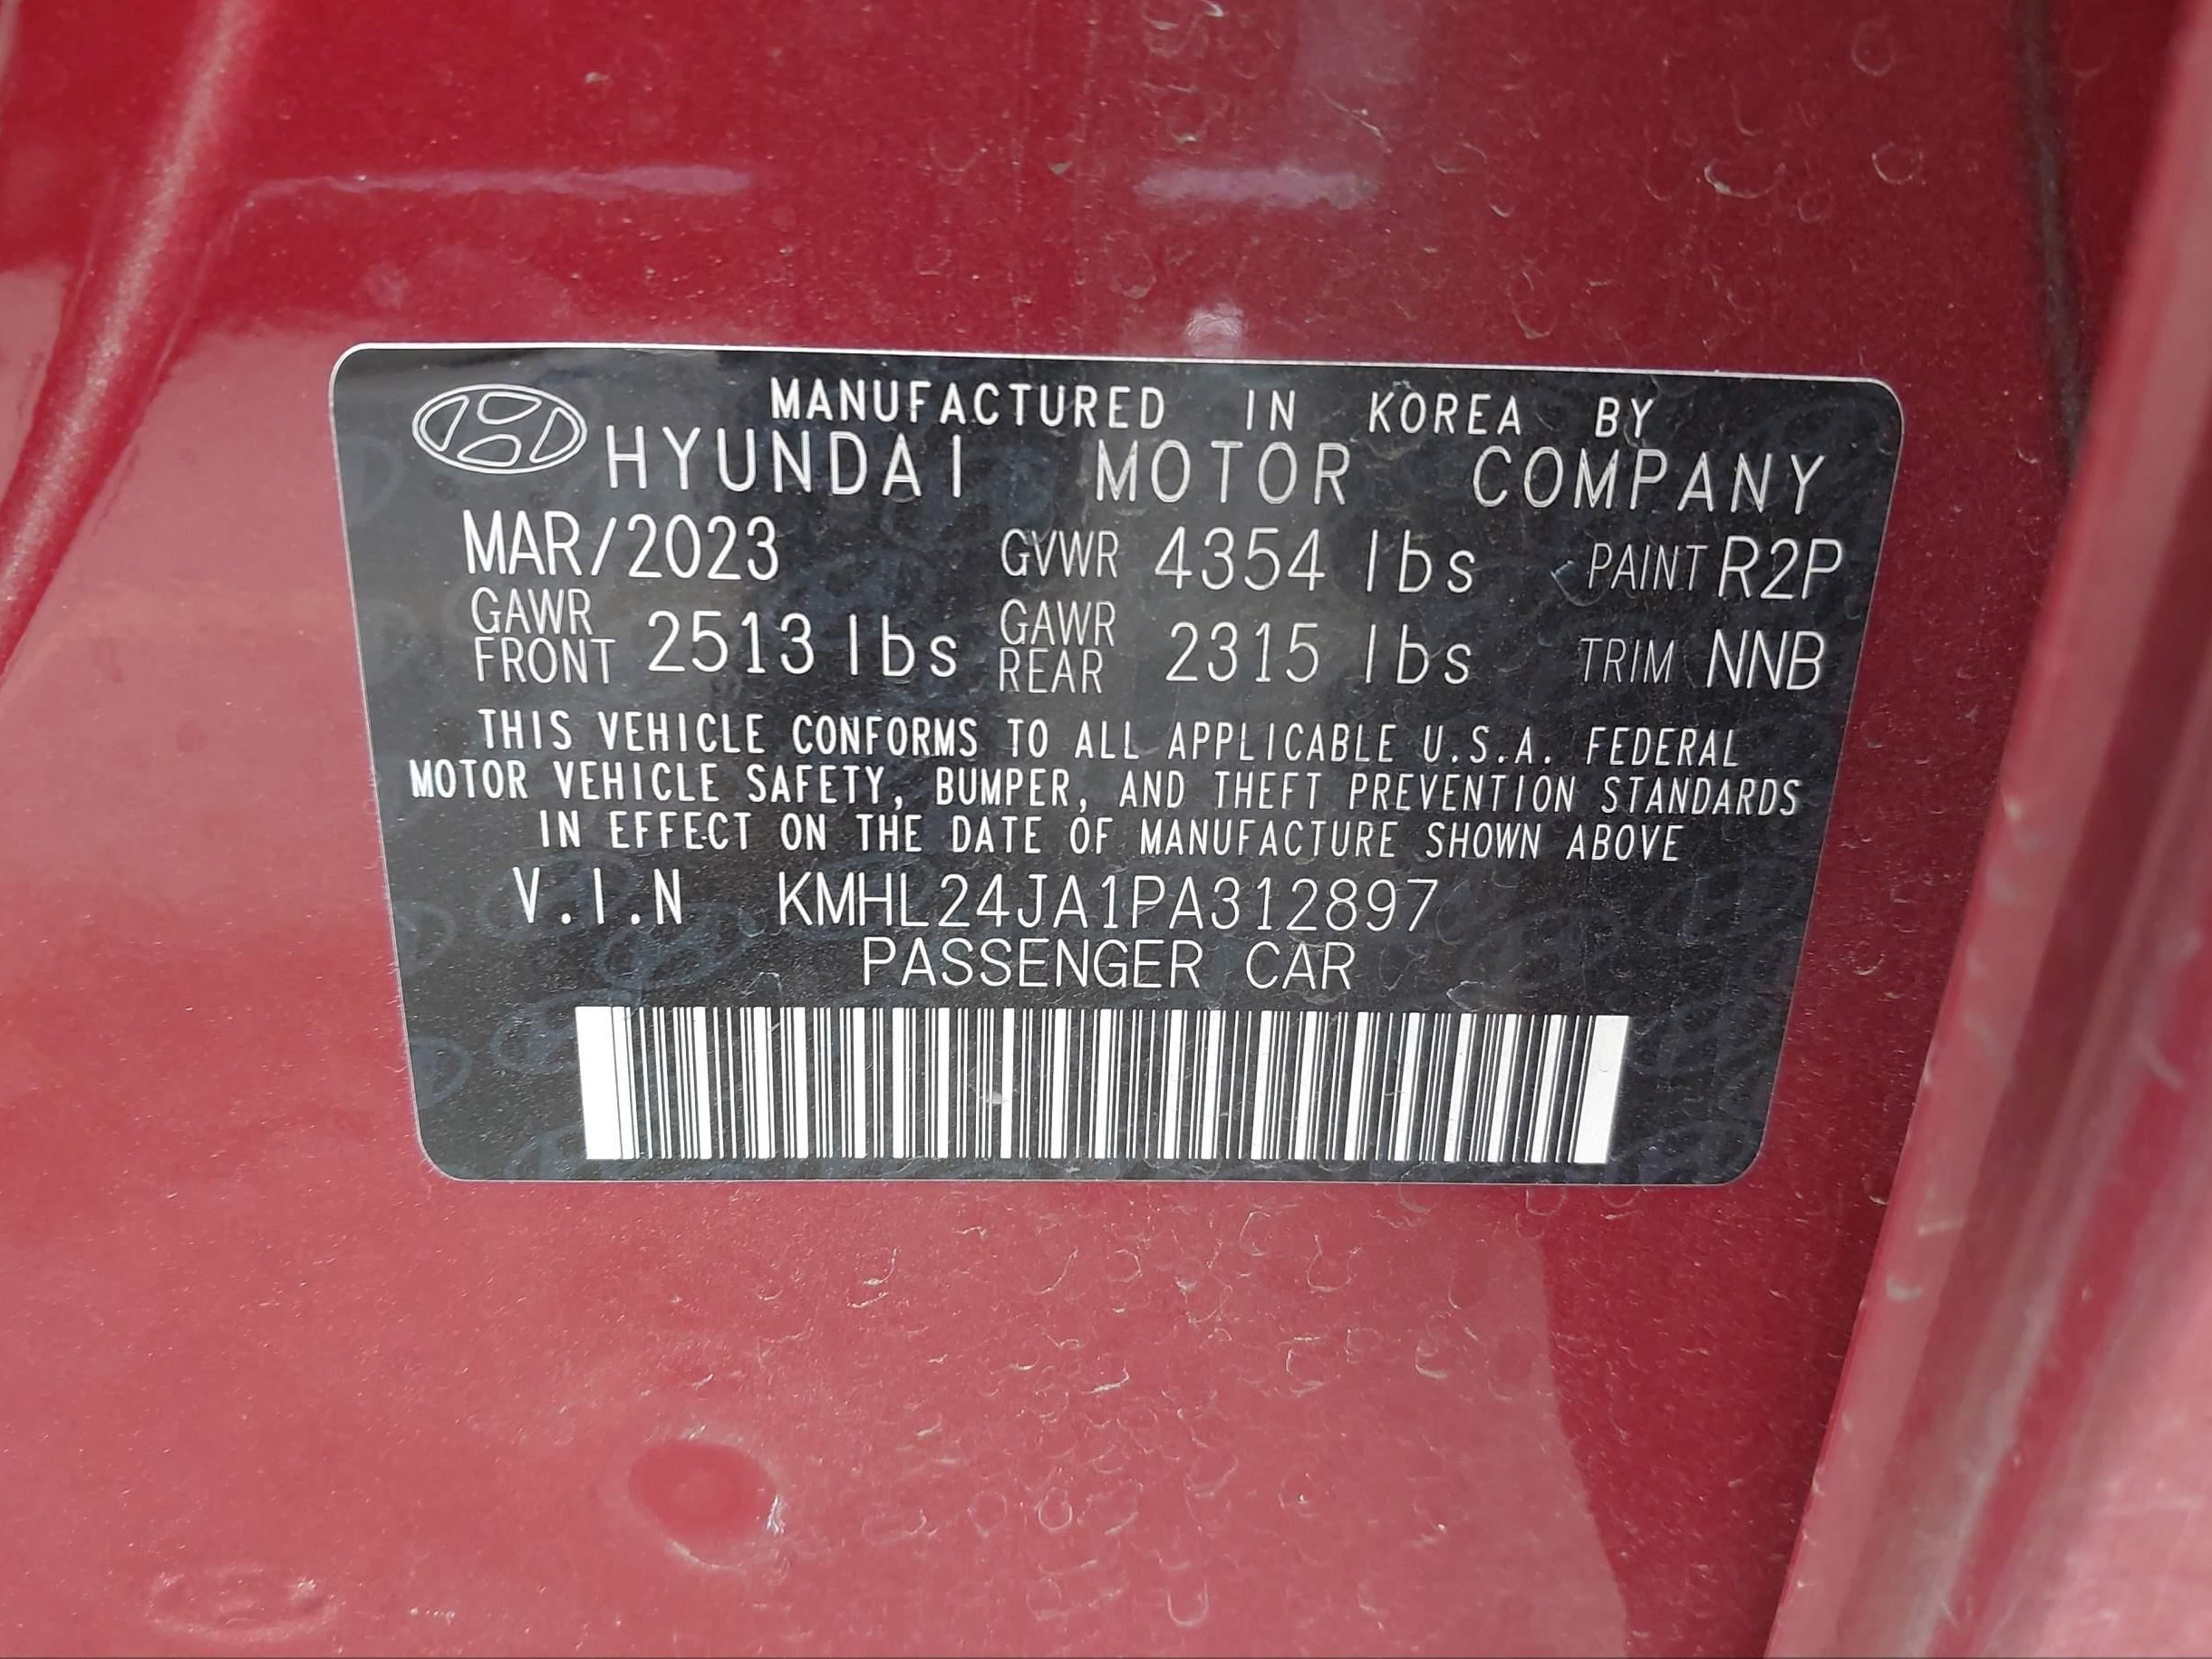 MANUFACTURED IN KOREA BY
HYUNDAI MOTOR COMPANY
MAR/2023 GVWR 4354 lbs PAINT R2P
GAWR FRONT 2513 lbs GAWR REAR 2315 lbs TRIM NNB
THIS VEHICLE CONFORMS TO ALL APPLICABLE U.S.A. FEDERAL
MOTOR VEHICLE SAFETY, BUMPER, AND THEFT PREVENTION STANDARDS
IN EFFECT ON THE DATE OF MANUFACTURE SHOWN ABOVE
V.I.N KMHL24JA1PA312897
PASSENGER CAR